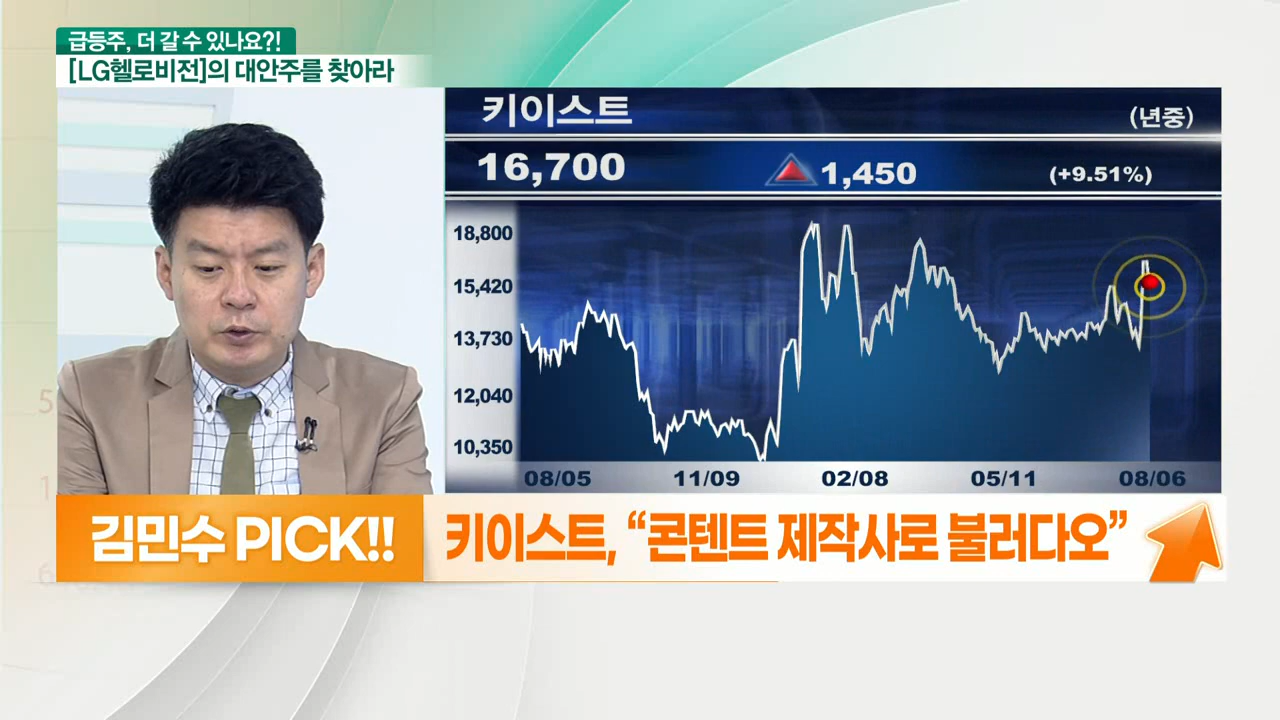 급등주, 더 갈 수 있나요?!
[LG헬로비전]의 대안주를 찾아라
키이스트
(년중)
16,700
1,450
(+9.51%)
18,800
15,420
13,730
12,040
10,350
08/05
11/09
02/08
05/11
08/06
김민수 PICK!!
키이스트, “콘텐트 제작사로 불러다오”